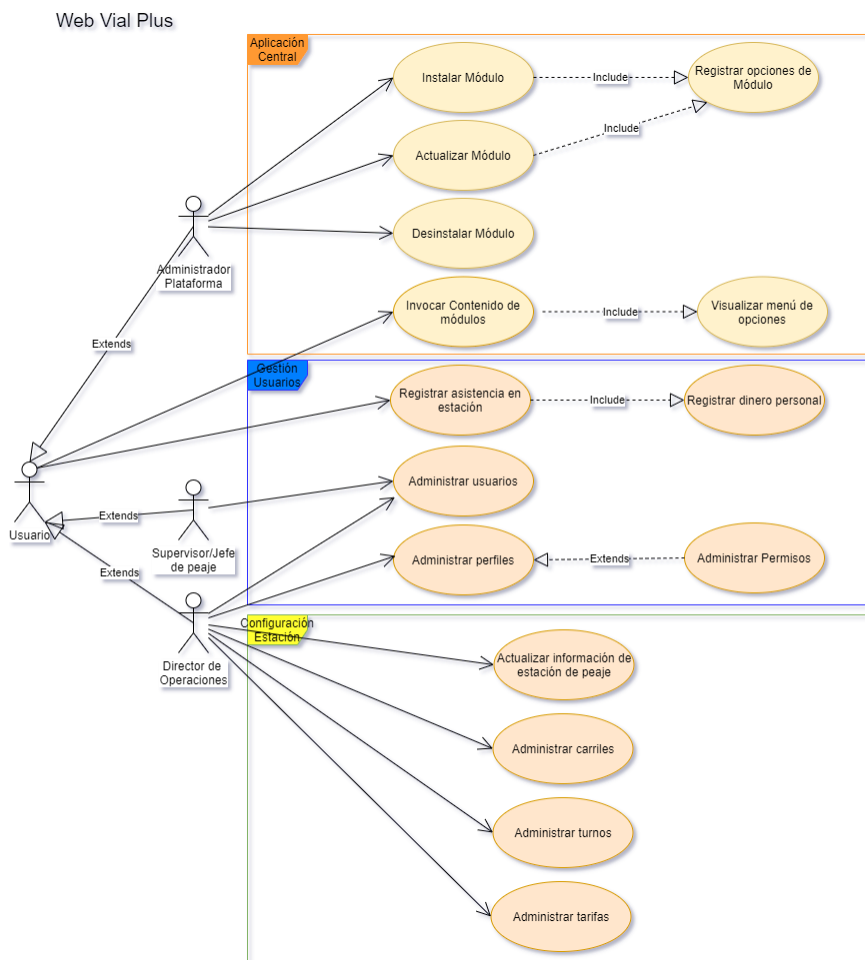 Web Vial Plus
Aplicación
Central
Instalar Módulo
Include
Registrar opciones de
Módulo
Include
Actualizar Módulo
Desinstalar Módulo
Administrador
Plataforma
Invocar Contenido de
módulos
Include
Visualizar menú de
opciones
Extends
Gestión
Usuarios
Registrar asistencia en
estación
Include
Registrar dinero personal
Administrar usuarios
Extends
Usuario
Supervisor/Jefe
de peaje
Administrar perfiles
Extends
Administrar Permisos
Extends
Configuración
Estación
Director de
Operaciones
Actualizar información de
estación de peaje
Administrar carriles
Administrar turnos
Administrar tarifas